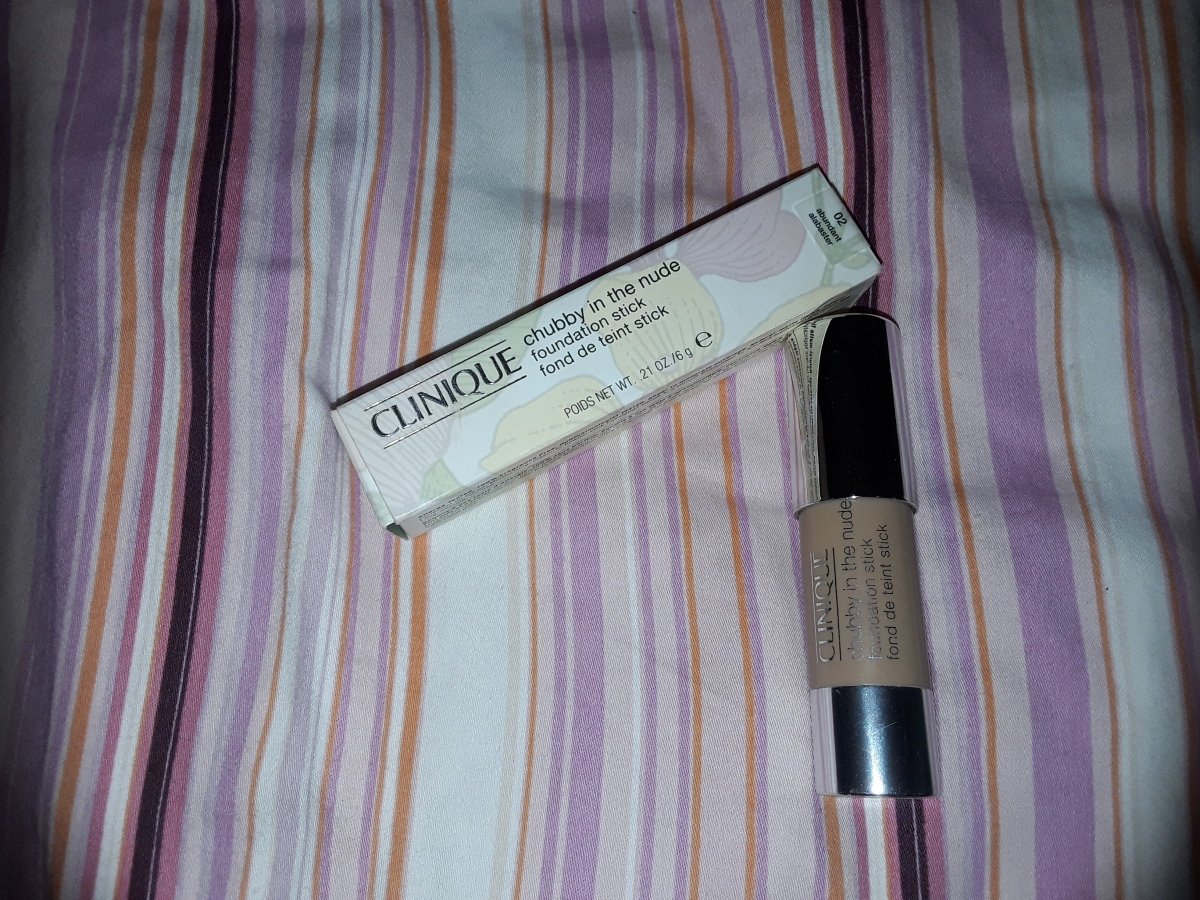 02
abundant
alabaster
CLINIQUE
chubby in the nude
foundation stick
fond de teint stick
POIDS NET WT. .21 OZ./6 g ℮
CLINIQUE
chubby in the nude
foundation stick
fond de teint stick